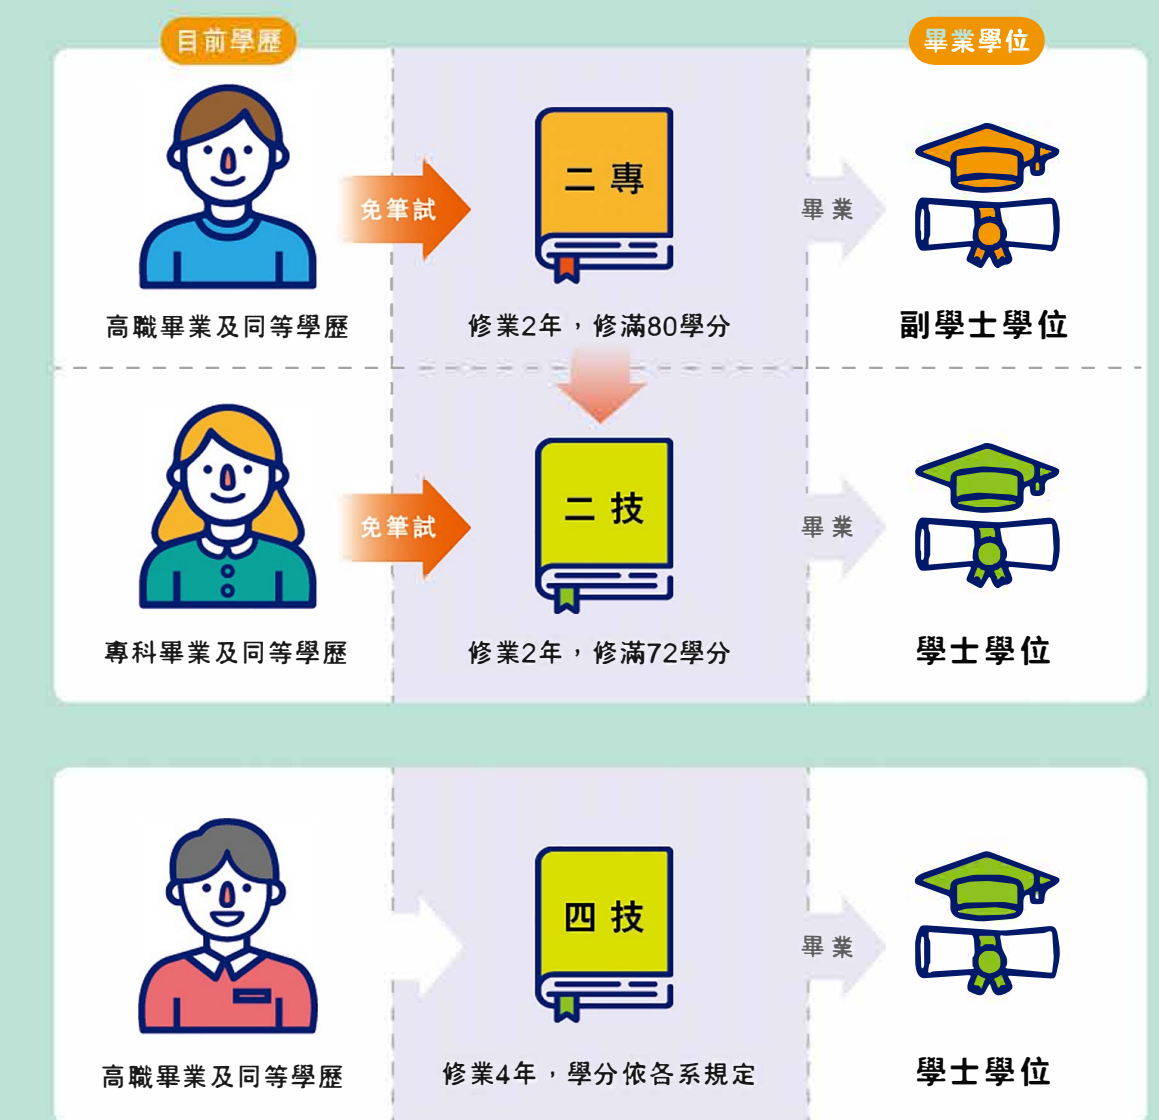 目前學歷
畢業學位
免筆試
二專
畢業
高職畢業及同等學歷
修業2年，修滿80學分
副學士學位
免筆試
二技
畢業
專科畢業及同等學歷
修業2年，修滿72學分
學士學位
四技
畢業
高職畢業及同等學歷
修業4年，學分依各系規定
學士學位